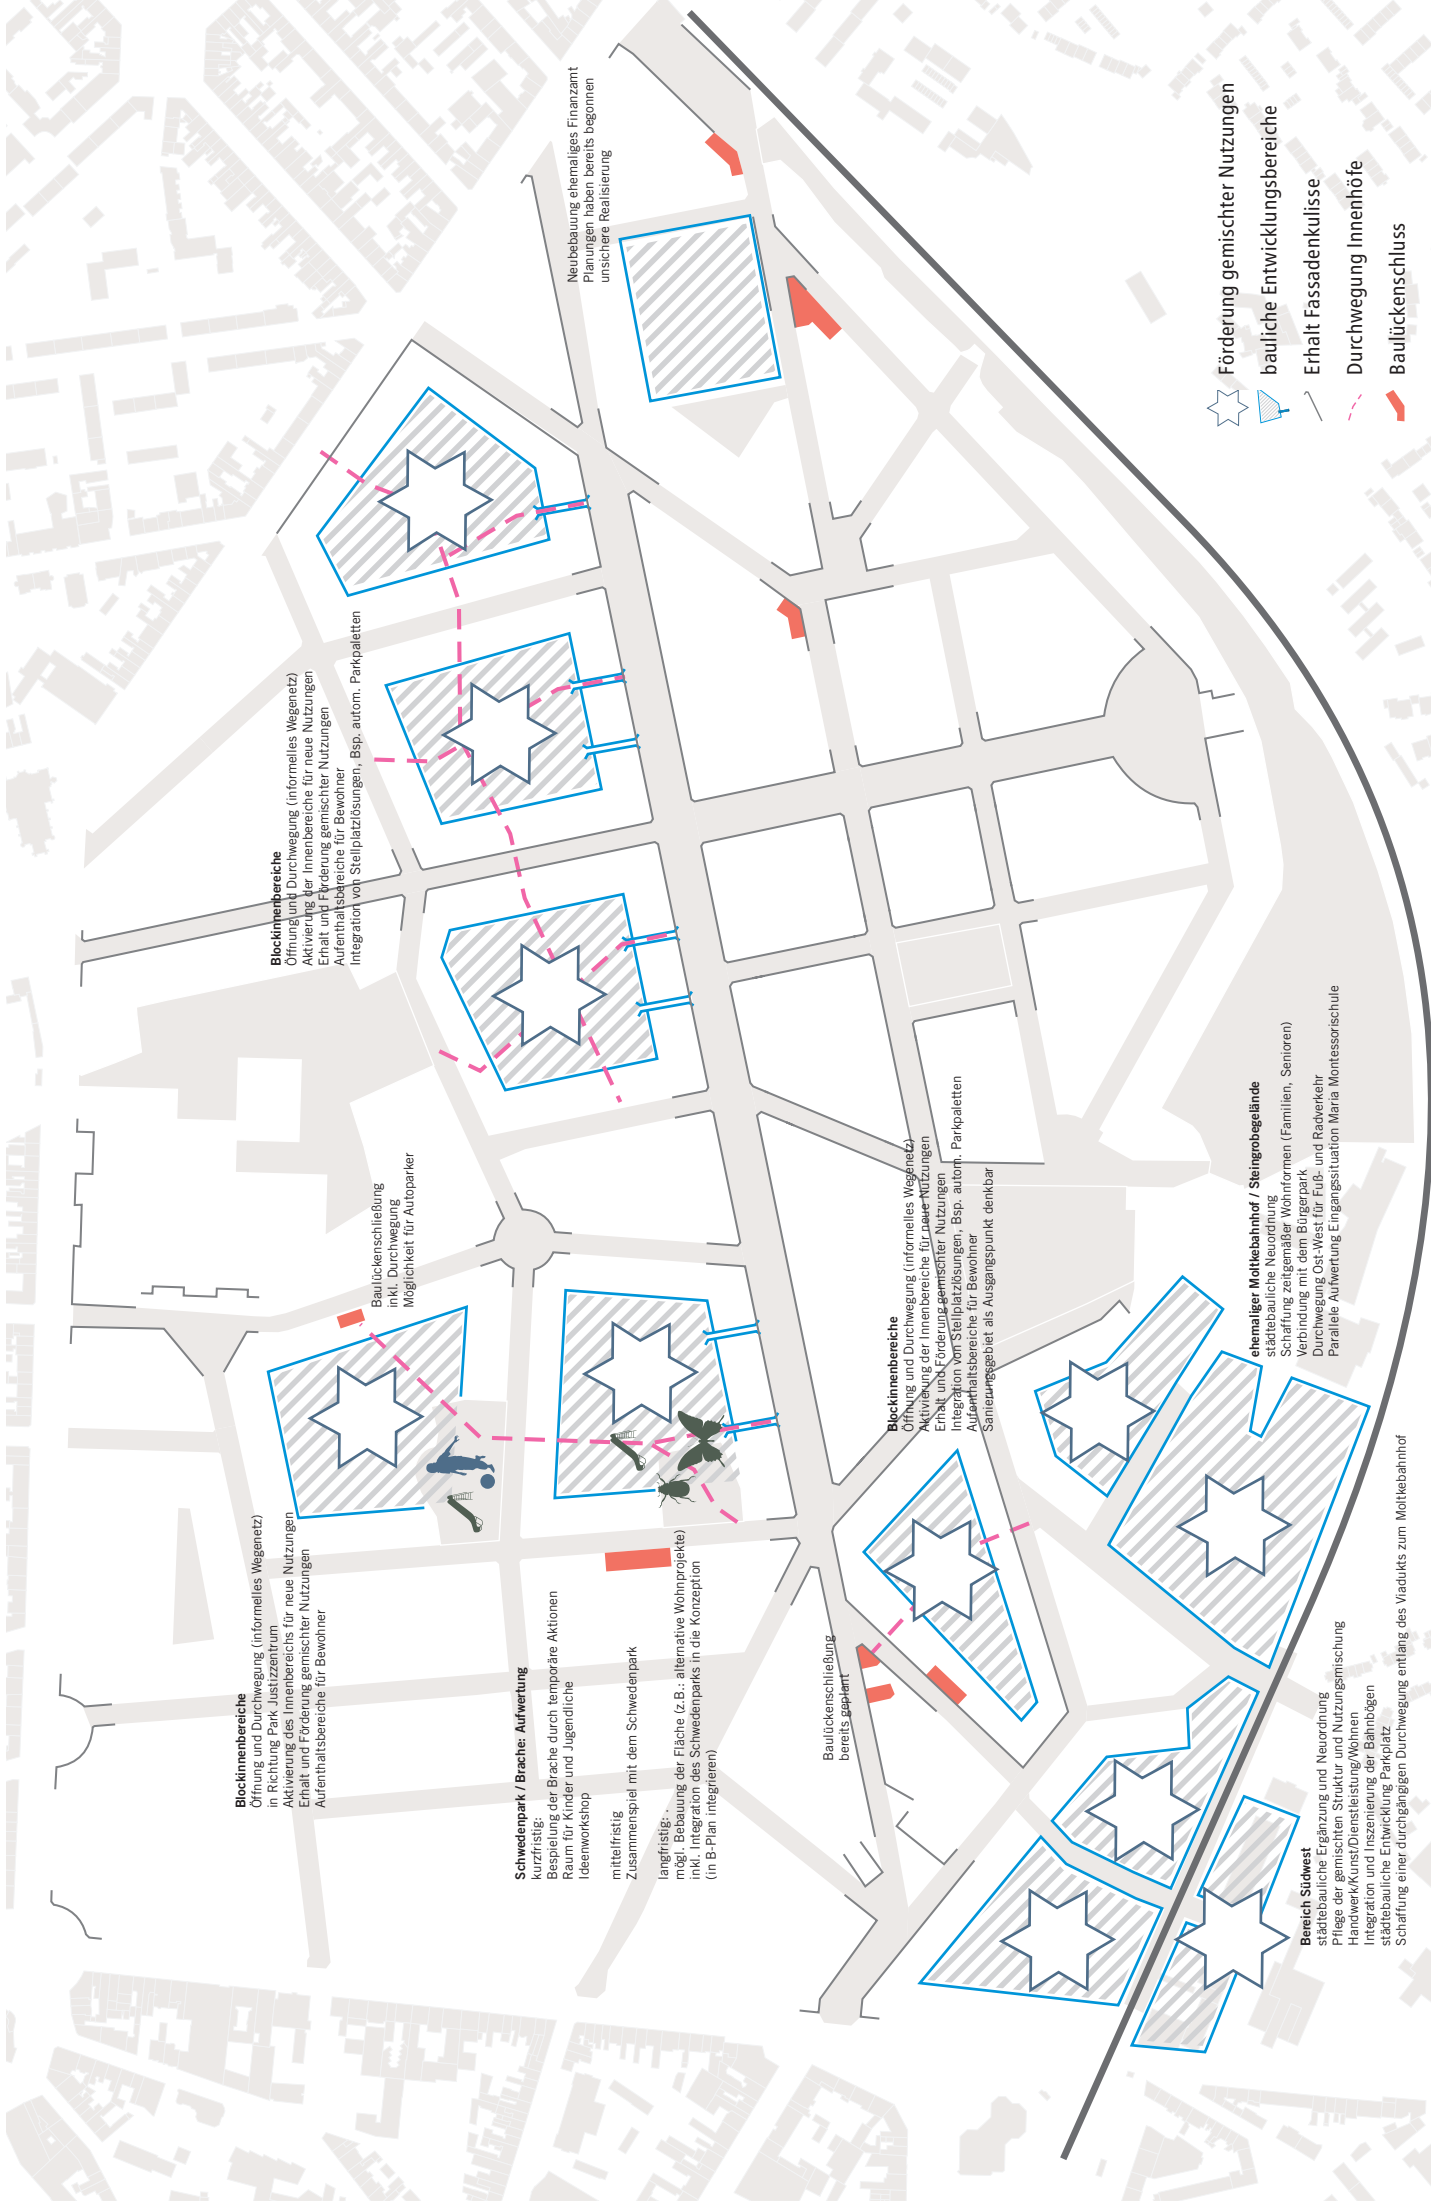 Blockinnenbereiche
Öffnung und Durchwegung (informelles Wegenetz)
in Richtung Park Justizzentrum
Aktivierung des Innenbereichs für neue Nutzungen
Erhalt und Förderung gemischter Nutzungen
Aufenthaltsbereiche für Bewohner
Baulückenschließung
inkl. Durchwegung
Möglichkeit für Autoparker
Blockinnenbereiche
Öffnung und Durchwegung (informelles Wegenetz)
Aktivierung der Innenbereiche für neue Nutzungen
Erhalt und Förderung gemischter Nutzungen
Aufenthaltsbereiche für Bewohner
Integration von Stellplatzlösungen, Bsp. autom. Parkpaletten
Neubebauung ehemaliges Finanzamt
Planungen haben bereits begonnen
unsichere Realisierung
Schwedenpark / Brache: Aufwertung
kurzfristig:
Bespielung der Brache durch temporäre Aktionen
Raum für Kinder und Jugendliche
Ideenworkshop
mittelfristig
Zusammenspiel mit dem Schwedenpark
langfristig: .
mögl. Bebauung der Fläche (z.B.: alternative Wohnprojekte)
inkl. Integration des Schwedenparks in die Konzeption
(in B-Plan integrieren)
Baulückenschließung
bereits geplant
Blockinnenbereiche
Öffnung und Durchwegung (informelles Wegenetz)
Aktivierung der Innenbereiche für neue Nutzungen
Erhalt und Förderung gemischter Nutzungen
Integration von Stellplatzlösungen, Bsp. autom. Parkpaletten
Aufenthaltsbereiche für Bewohner
Sanierungsgebiet als Ausgangspunkt denkbar
ehemaliger Moltkebahnhof / Steingrobegelände
städtebauliche Neuordnung
Schaffung zeitgemäßer Wohnformen (Familien, Senioren)
Verbindung mit dem Bürgerpark
Durchwegung Ost-West für Fuß- und Radverkehr
Parallele Aufwertung Eingangssituation Maria Montessorischule
Bereich Südwest
städtebauliche Ergänzung und Neuordnung
Pflege der gemischten Struktur und Nutzungsmischung
Handwerk/Kunst/Dienstleistung/Wohnen
Integration und Inszenierung der Bahnbögen
städtebauliche Entwicklung Parkplatz
Schaffung einer durchgängigen Durchwegung entlang des Viadukts zum Moltkebahnhof
Förderung gemischter Nutzungen
bauliche Entwicklungsbereiche
Erhalt Fassadenkulisse
Durchwegung Innenhöfe
Baulückenschluss